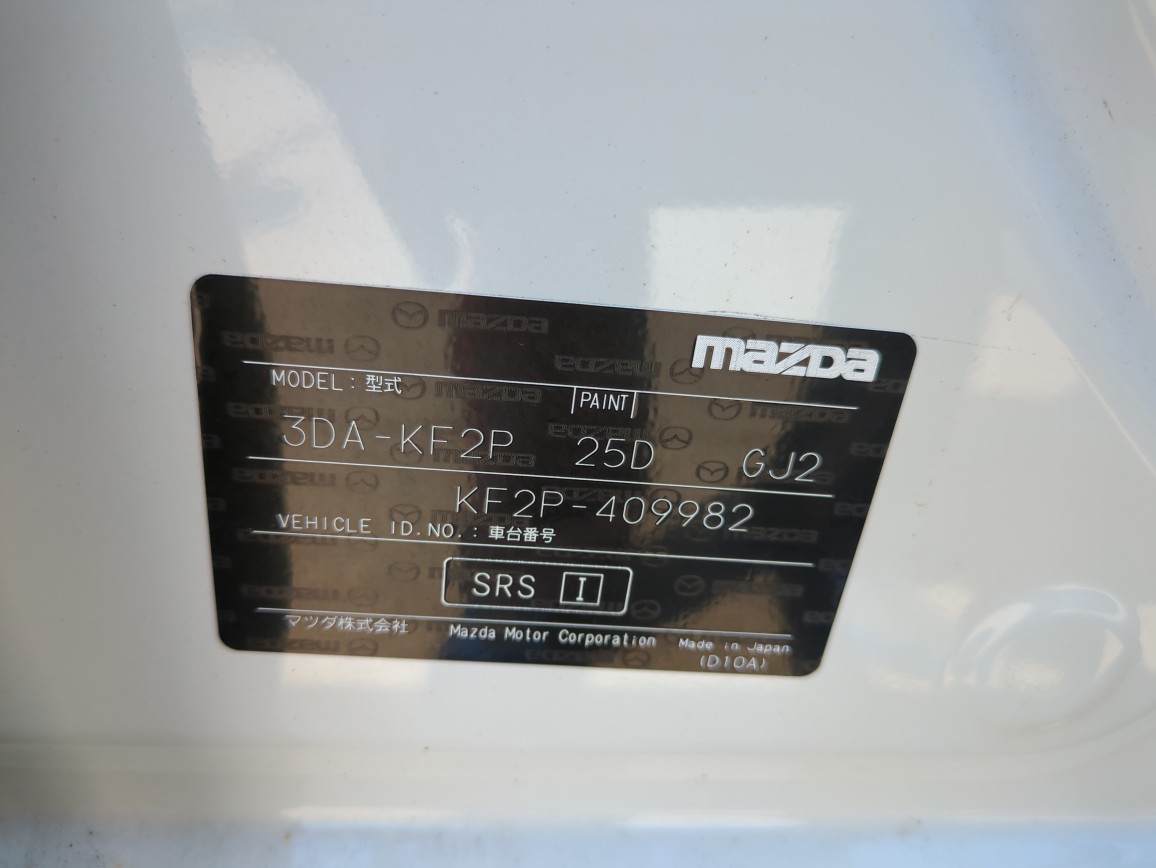 mazda
MODEL : 型式
PAINT
3DA-KF2P 25D GJ2
KF2P-409982
VEHICLE ID.NO. : 車台番号
SRS I
マツダ株式会社 Mazda Motor Corporation Made in Japan
(D10A)